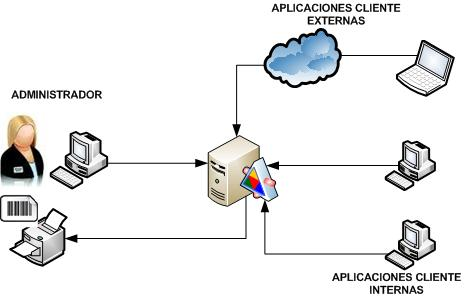 APLICACIONES CLIENTE
EXTERNAS
ADMINISTRADOR
APLICACIONES CLIENTE
INTERNAS